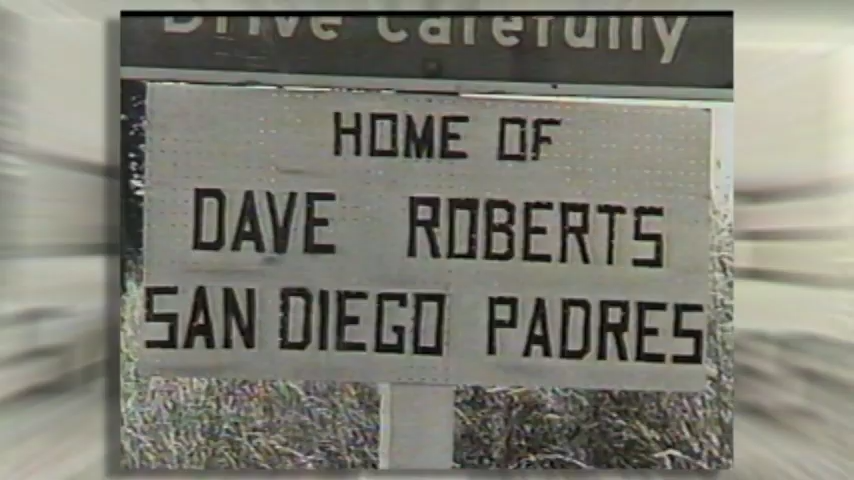 Drive Carefully
HOME OF
DAVE ROBERTS
SAN DIEGO PADRES